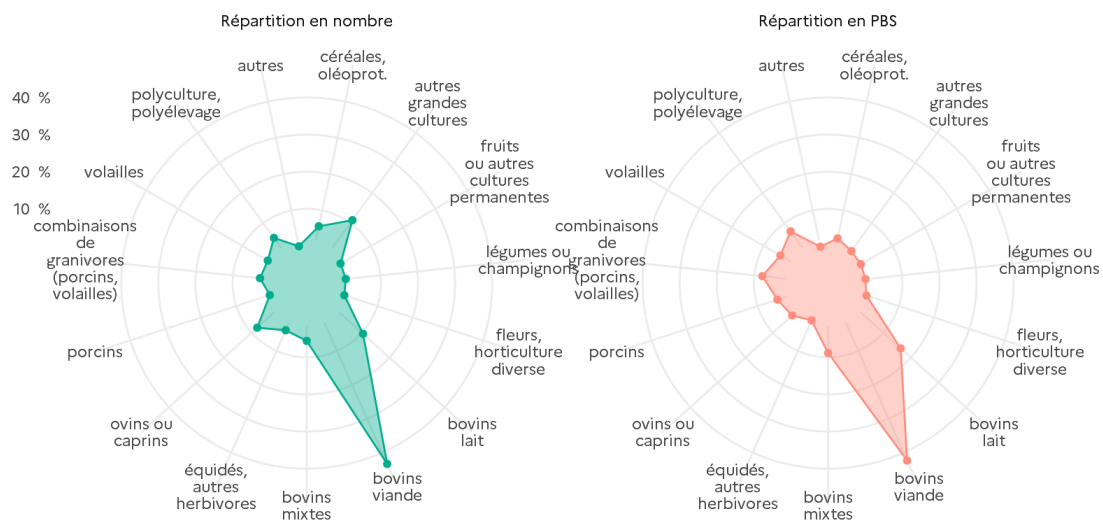 Répartition en nombre
40 %
30 %
20 %
10 %
autres
céréales,
oléoprot.
autres
grandes
cultures
fruits
ou autres
cultures
permanentes
légumes ou
champignons
fleurs,
horticulture
diverse
bovins
lait
bovins
viande
bovins
mixtes
équidés,
autres
herbivores
ovins ou
caprins
porcins
combinaisons
de
granivores
(porcins,
volailles)
volailles
polyculture,
polyélevage
Répartition en PBS
autres
céréales,
oléoprot.
autres
grandes
cultures
fruits
ou autres
cultures
permanentes
légumes ou
champignons
fleurs,
horticulture
diverse
bovins
lait
bovins
viande
bovins
mixtes
équidés,
autres
herbivores
ovins ou
caprins
porcins
combinaisons
de
granivores
(porcins,
volailles)
volailles
polyculture,
polyélevage